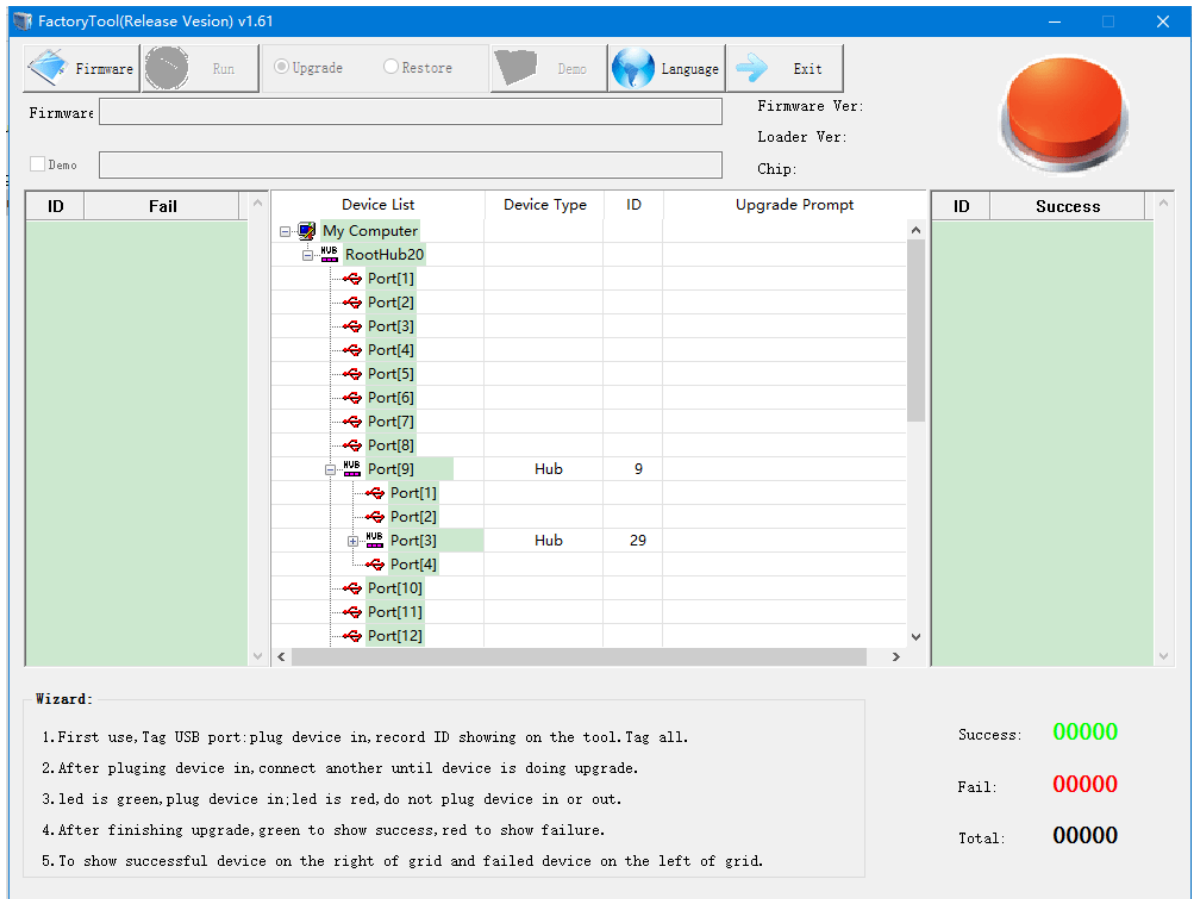 FactoryTool(Release Vesion) v1.61
Firmware Run Upgrade Restore Demo Language Exit
Firmware
Firmware Ver:
Loader Ver:
Demo
Chip:
ID Fail
Device List Device Type ID Upgrade Prompt
ID Success
My Computer
HUB RootHub20
Port[1]
Port[2]
Port[3]
Port[4]
Port[5]
Port[6]
Port[7]
Port[8]
HUB Port[9] Hub 9
Port[1]
Port[2]
HUB Port[3] Hub 29
Port[4]
Port[10]
Port[11]
Port[12]
Wizard:
1.First use,Tag USB port:plug device in,record ID showing on the tool.Tag all.
2.After pluging device in,connect another until device is doing upgrade.
3.led is green,plug device in;led is red,do not plug device in or out.
4.After finishing upgrade,green to show success,red to show failure.
5.To show successful device on the right of grid and failed device on the left of grid.
Success: 00000
Fail: 00000
Total: 00000